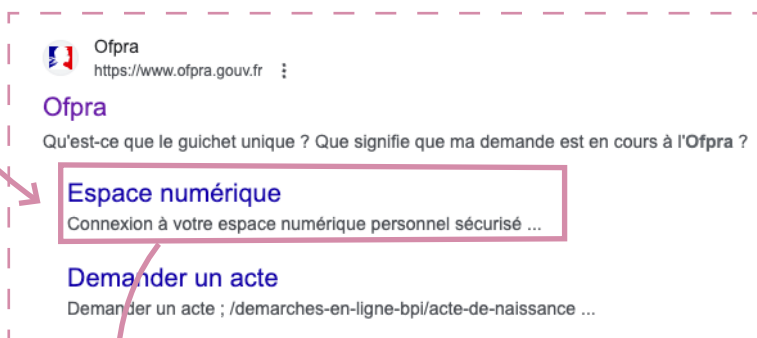 Ofpra
https://www.ofpra.gouv.fr
Ofpra
Qu'est-ce que le guichet unique ? Que signifie que ma demande est en cours à l'Ofpra ?
Espace numérique
Connexion à votre espace numérique personnel sécurisé ...
Demander un acte
Demander un acte ; /demarches-en-ligne-bpi/acte-de-naissance ...